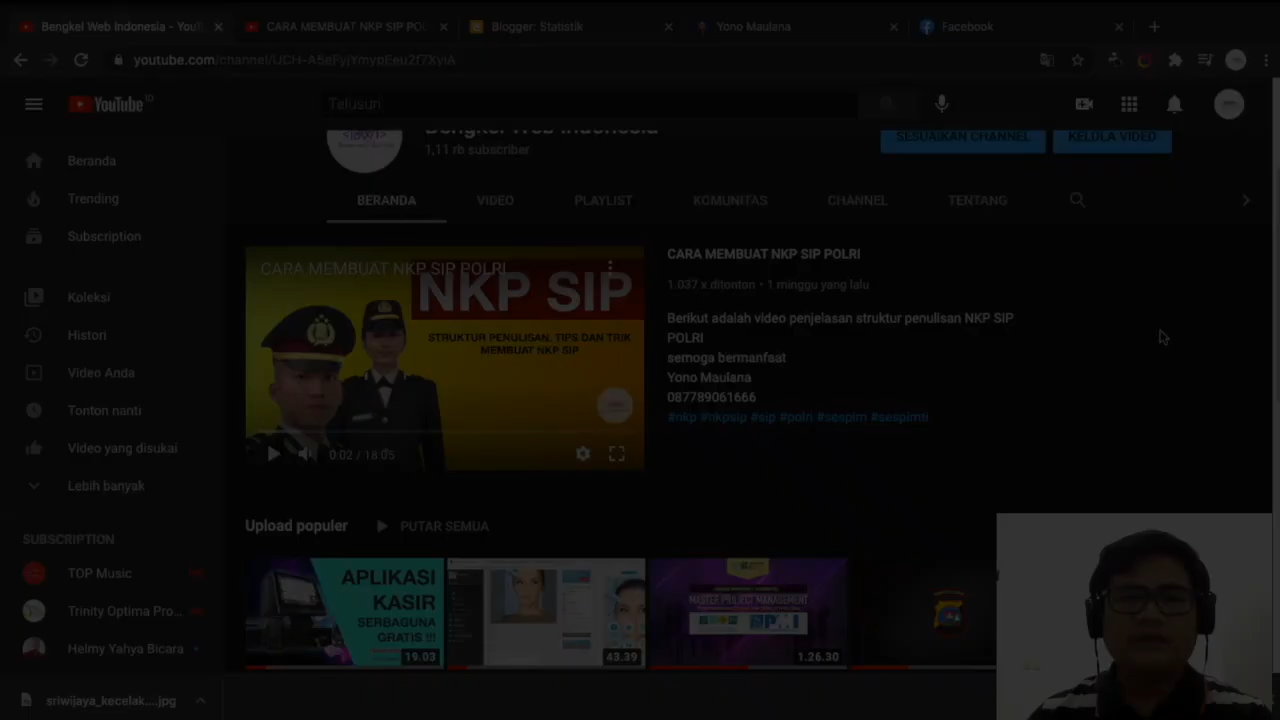 Bengkel Web Indonesia - YouT
CARA MEMBUAT NKP SIP POL
Blogger: Statistik
Yono Maulana
Facebook
youtube.com/channel/UCH-A5eFyjYmypEeu2f7XyiA
YouTube ID
Telusuri
Bengkel Web Indonesia
1,11 rb subscriber
SESUAIKAN CHANNEL
KELOLA VIDEO
Beranda
Trending
Subscription
Koleksi
Histori
Video Anda
Tonton nanti
Video yang disukai
Lebih banyak
SUBSCRIPTION
TOP Music
Trinity Optima Pro...
Helmy Yahya Bicara
BERANDA
VIDEO
PLAYLIST
KOMUNITAS
CHANNEL
TENTANG
CARA MEMBUAT NKP SIP POLRI
NKP SIP
STRUKTUR PENULISAN, TIPS DAN TRIK
MEMBUAT NKP SIP
0:02 / 18:05
CARA MEMBUAT NKP SIP POLRI
1.037 x ditonton • 1 minggu yang lalu
Berikut adalah video penjelasan struktur penulisan NKP SIP
POLRI
semoga bermanfaat
Yono Maulana
087789061666
#nkp #nkpsip #sip #polri #sespim #sespimti
Upload populer
PUTAR SEMUA
APLIKASI
KASIR
SERBAGUNA
GRATIS !!!
19.03
43.39
MASTER PROJECT MANAGEMENT
1.26.30
sriwijaya_kecelak....jpg